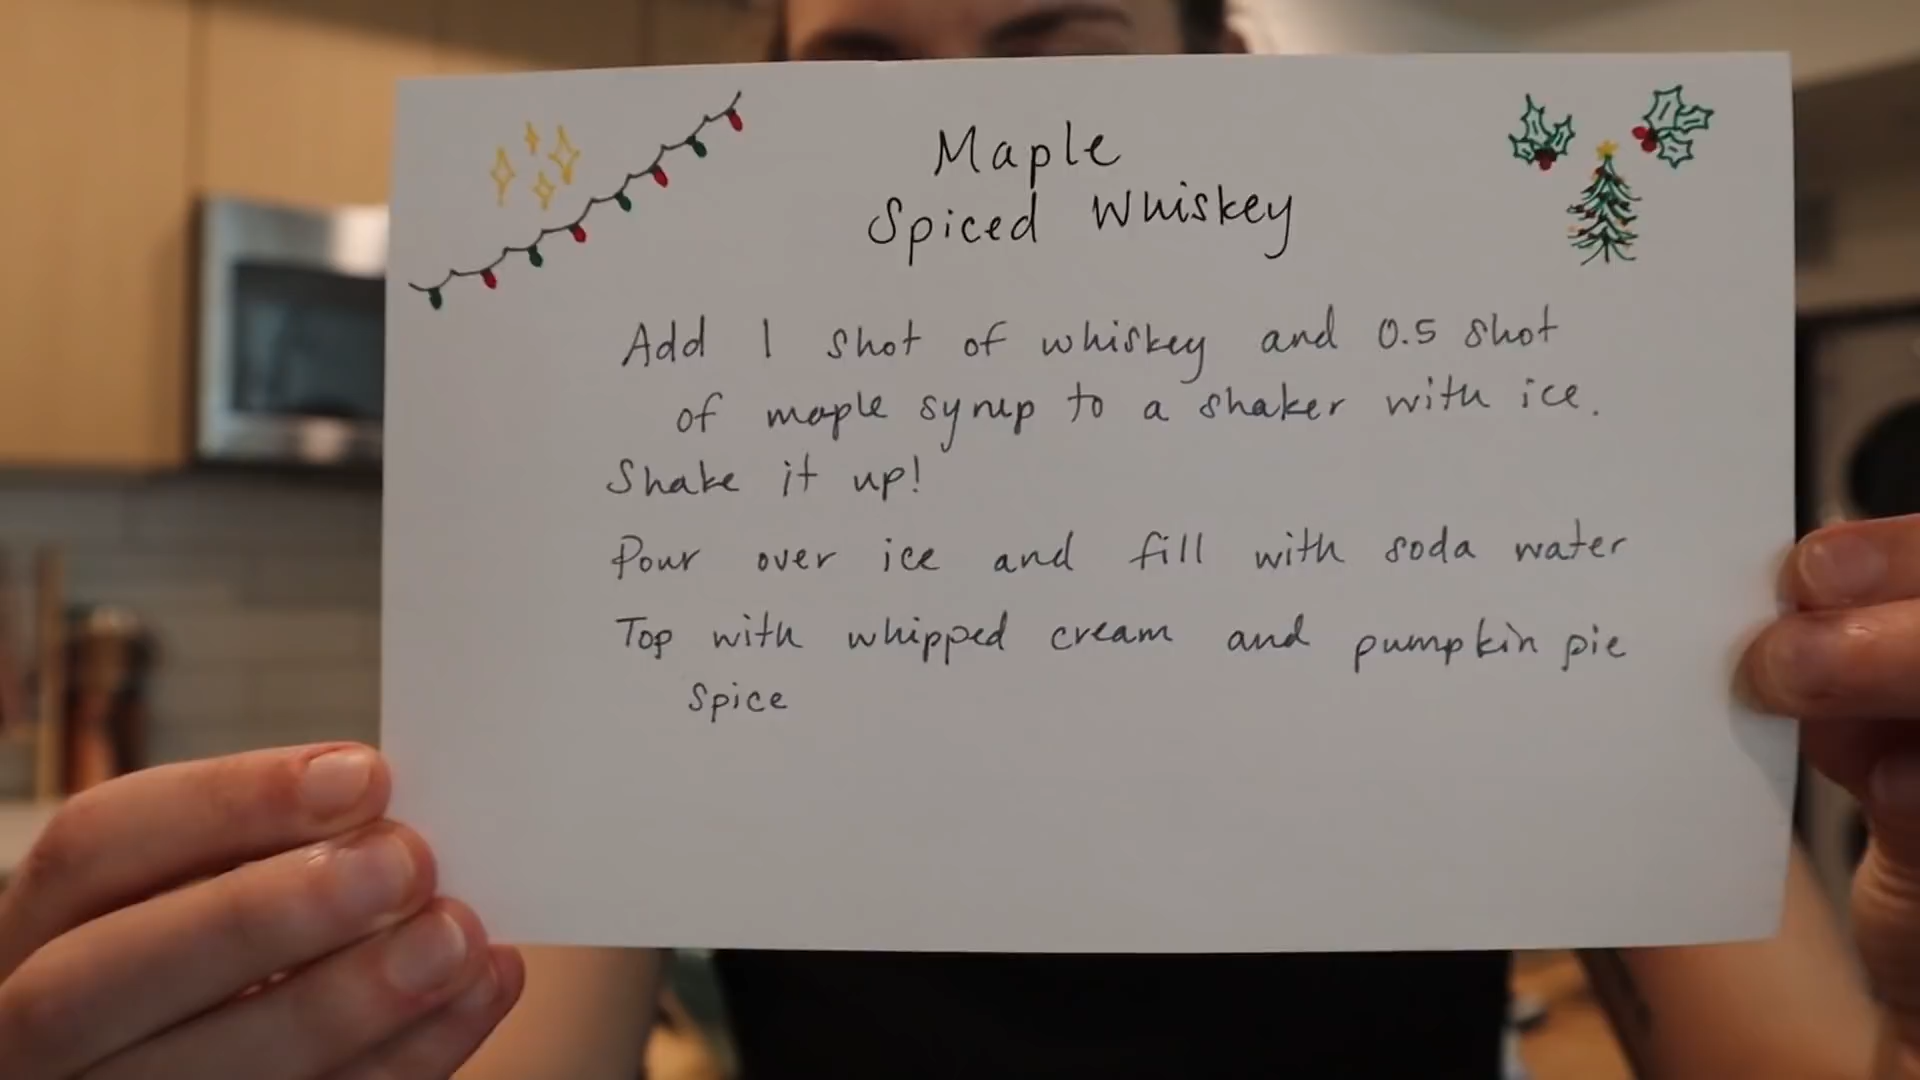 Maple
Spiced Whiskey
Add 1 shot of whiskey and 0.5 shot
of maple syrup to a shaker with ice.
Shake it up!
Pour over ice and fill with soda water
Top with whipped cream and pumpkin pie
Spice